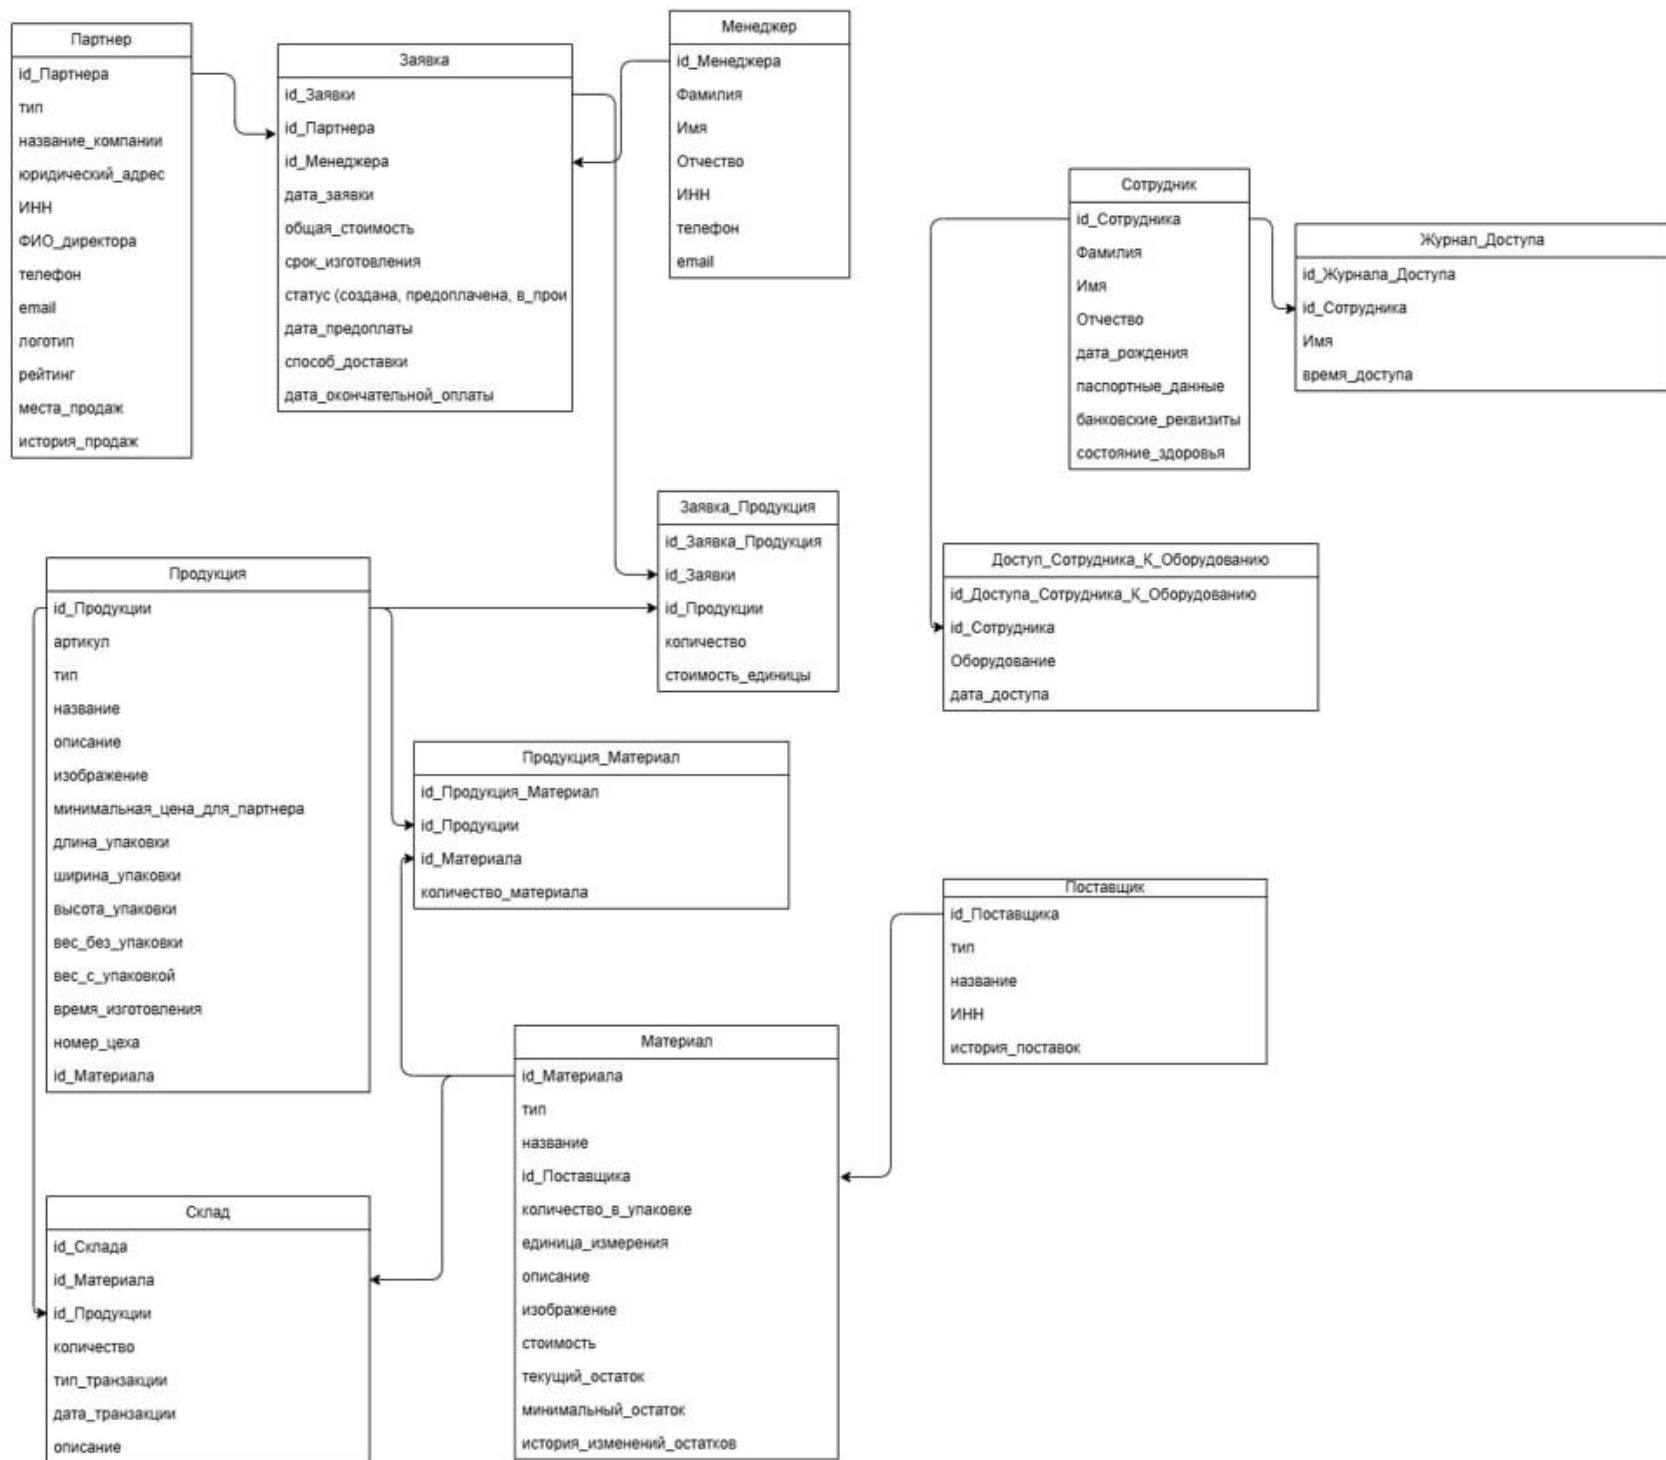 Партнер
id_Партнера
тип
название_компании
юридический_адрес
ИНН
ФИО_директора
телефон
email
логотип
рейтинг
места_продаж
история_продаж
Заявка
id_Заявки
id_Партнера
id_Менеджера
дата_заявки
общая_стоимость
срок_изготовления
статус (создана, предоплачена, в_прои
дата_предоплаты
способ_доставки
дата_окончательной_оплаты
Менеджер
id_Менеджера
Фамилия
Имя
Отчество
ИНН
телефон
email
Сотрудник
id_Сотрудника
Фамилия
Имя
Отчество
дата_рождения
паспортные_данные
банковские_реквизиты
состояние_здоровья
Журнал_Доступа
id_Журнала_Доступа
id_Сотрудника
Имя
время_доступа
Заявка_Продукция
id_Заявка_Продукция
id_Заявки
id_Продукции
количество
стоимость_единицы
Доступ_Сотрудника_К_Оборудованию
id_Доступа_Сотрудника_К_Оборудованию
id_Сотрудника
Оборудование
дата_доступа
Продукция
id_Продукции
артикул
тип
название
описание
изображение
минимальная_цена_для_партнера
длина_упаковки
ширина_упаковки
высота_упаковки
вес_без_упаковки
вес_с_упаковкой
время_изготовления
номер_цеха
id_Материала
Продукция_Материал
id_Продукция_Материал
id_Продукции
id_Материала
количество_материала
Поставщик
id_Поставщика
тип
название
ИНН
история_поставок
Материал
id_Материала
тип
название
id_Поставщика
количество_в_упаковке
единица_измерения
описание
изображение
стоимость
текущий_остаток
минимальный_остаток
история_изменений_остатков
Склад
id_Склада
id_Материала
id_Продукции
количество
тип_транзакции
дата_транзакции
описание